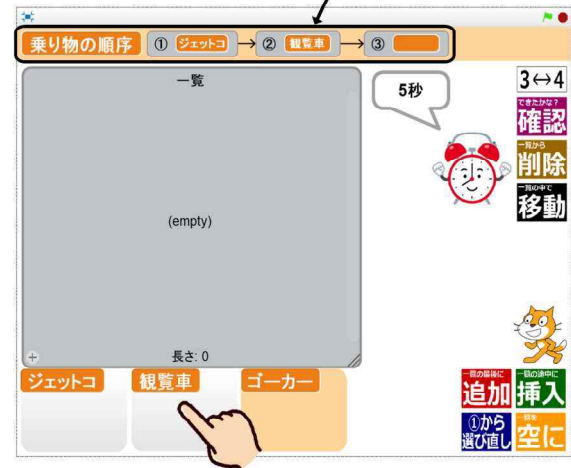 乗り物の順序 ① ジェットコ → ② 観覧車 → ③
一覧
(empty)
+ 長さ: 0
5秒
3↔4
できたかな?
確認
一覧から
削除
一覧の中で
移動
ジェットコ 観覧車 ゴーカー
一覧の最後に
追加
一覧の途中に
挿入
①から
選び直し
一覧を
空に